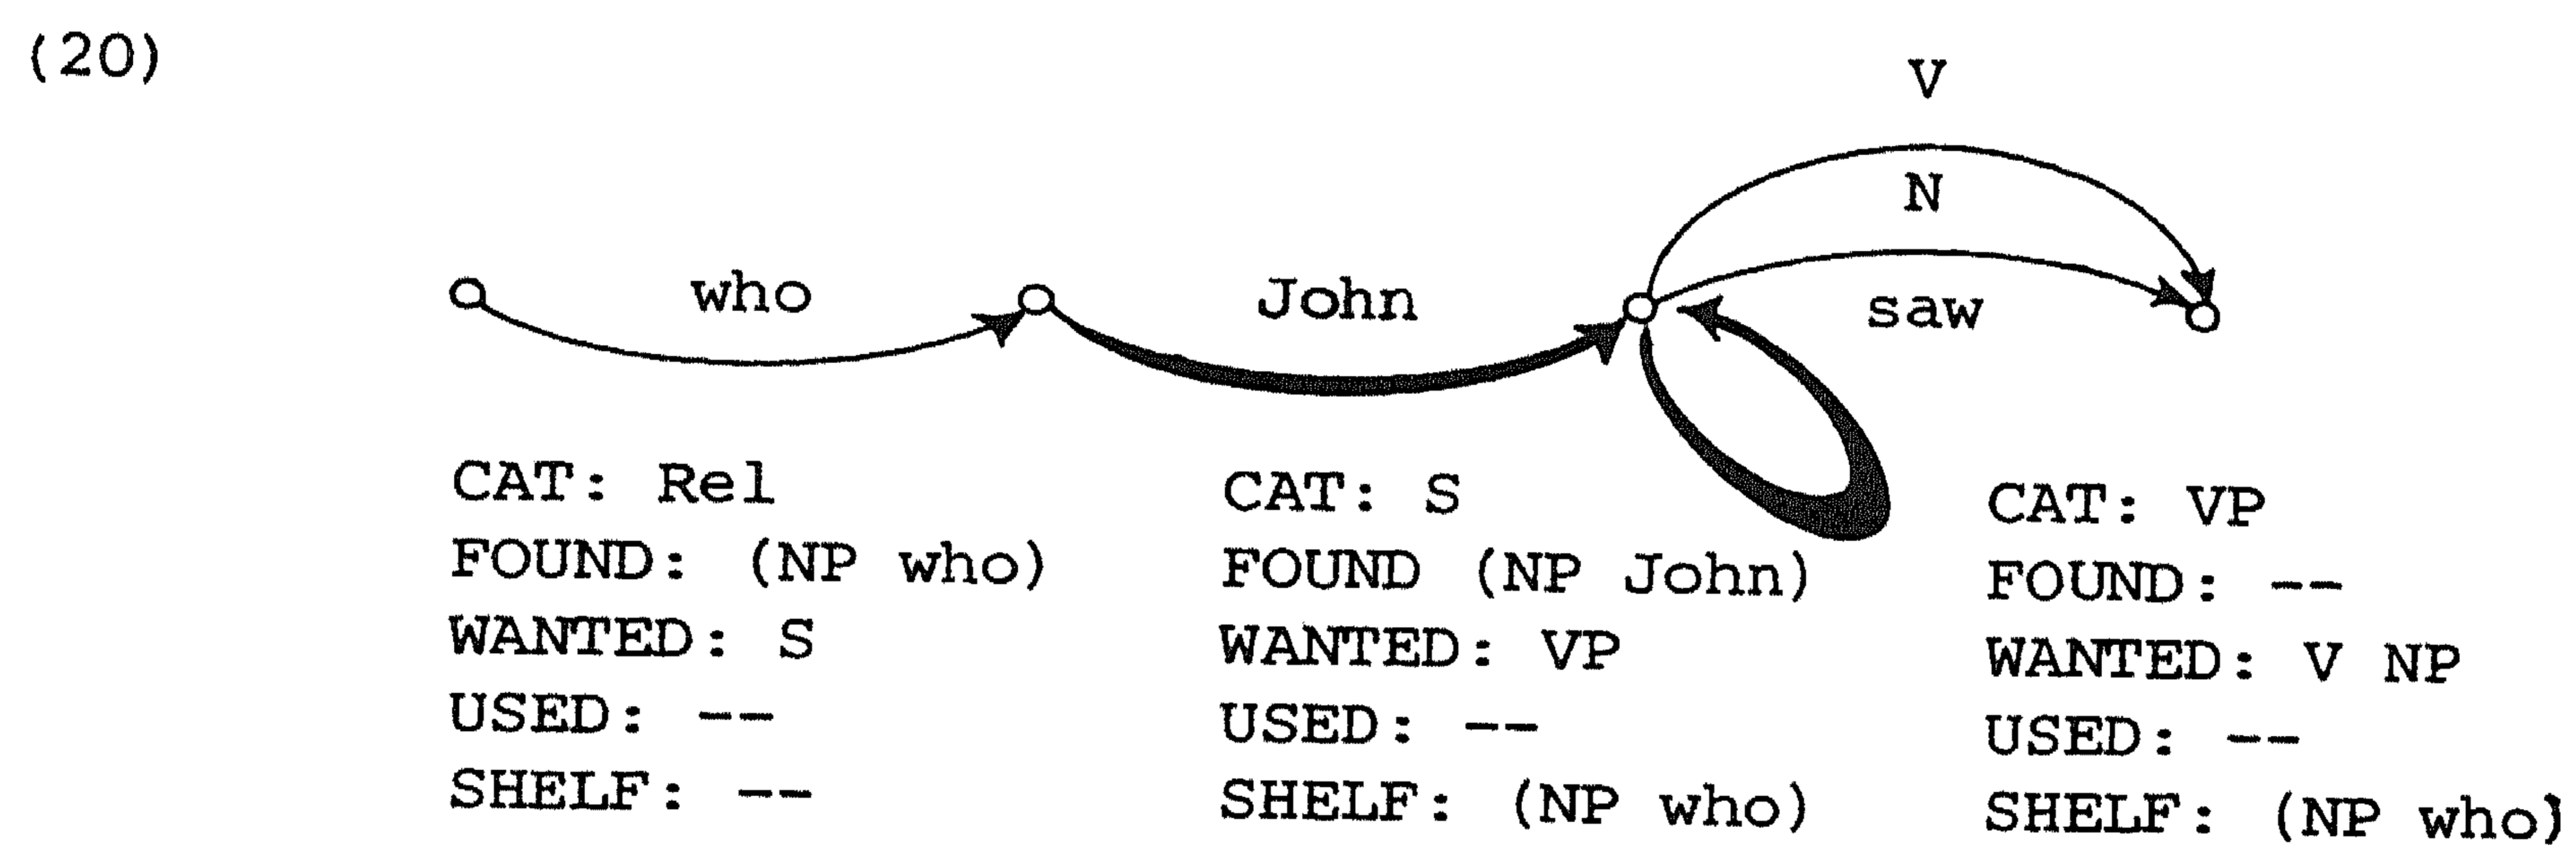 (20)
V
N
who
John
saw
CAT: Rel
FOUND: (NP who)
WANTED: S
USED: --
SHELF: --
CAT: S
FOUND (NP John)
WANTED: VP
USED: --
SHELF: (NP who)
CAT: VP
FOUND: --
WANTED: V NP
USED: --
SHELF: (NP who)